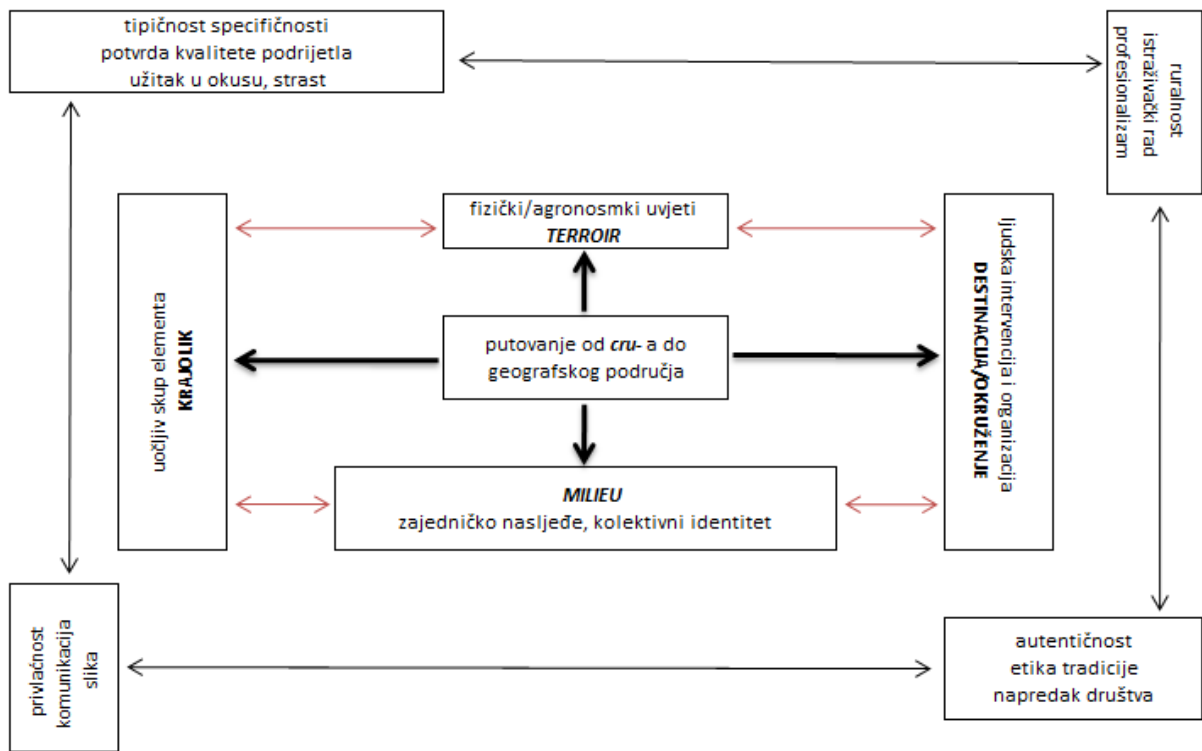 tipičnost specifičnosti
potvrda kvalitete podrijetla
užitak u okusu, strast
ruralnost
istraživački rad
profesionalizam
fizički/agronosmki uvjeti
TERROIR
uočljiv skup elementa
KRAJOLIK
putovanje od cru- a do
geografskog područja
ljudska intervencija i organizacija
DESTINACIJA/OKRUŽENJE
MILIEU
zajedničko nasljeđe, kolektivni identitet
privlačnost
komunikacija
slika
autentičnost
etika tradicije
napredak društva